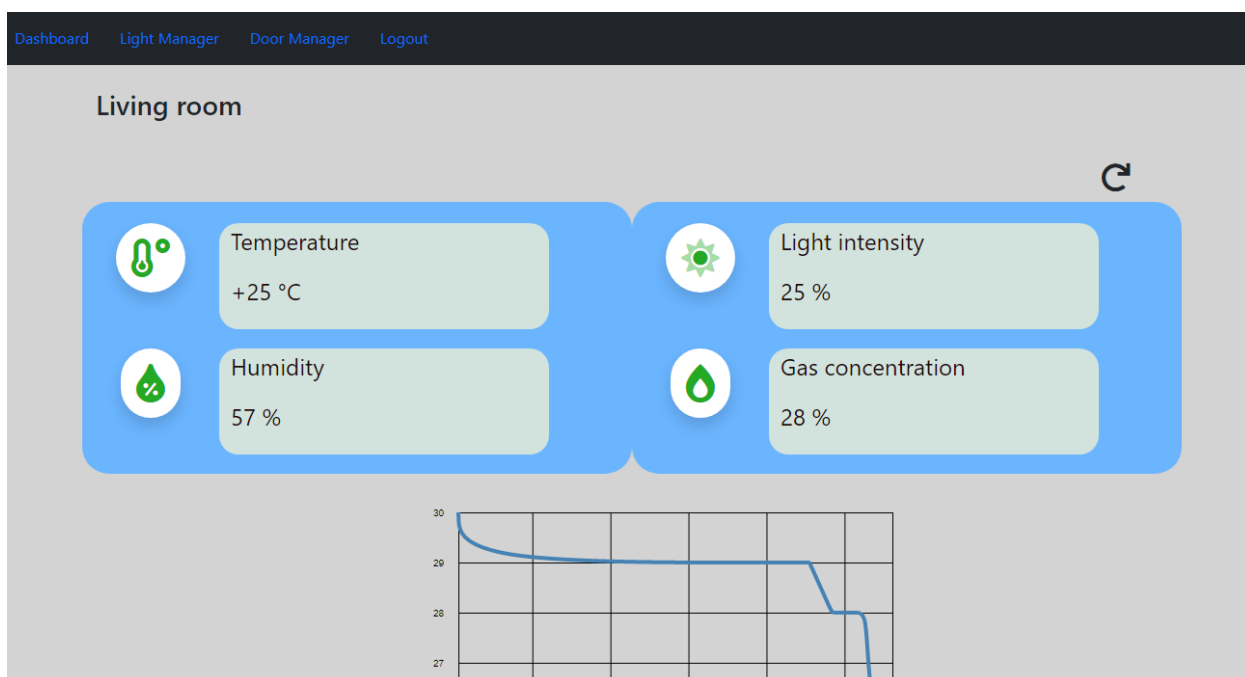 Dashboard Light Manager Door Manager Logout
Living room
Temperature
+25 °C
Light intensity
25 %
Humidity
57 %
Gas concentration
28 %
30
29
28
27